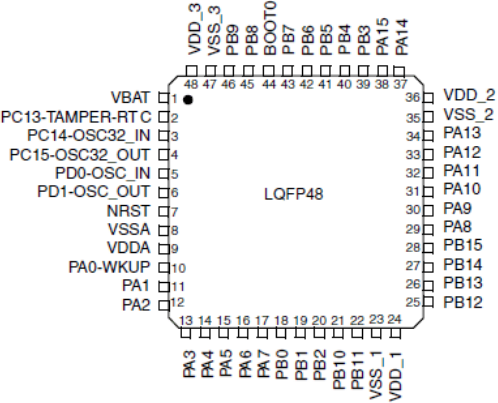 VDD_3
VSS_3
PB9
PB8
BOOT0
PB7
PB6
PB5
PB4
PB3
PA15
PA14
48 47 46 45 44 43 42 41 40 39 38 37
VBAT 1
PC13-TAMPER-RTC 2
PC14-OSC32_IN 3
PC15-OSC32_OUT 4
PD0-OSC_IN 5
PD1-OSC_OUT 6
NRST 7
VSSA 8
VDDA 9
PA0-WKUP 10
PA1 11
PA2 12
LQFP48
36 VDD_2
35 VSS_2
34 PA13
33 PA12
32 PA11
31 PA10
30 PA9
29 PA8
28 PB15
27 PB14
26 PB13
25 PB12
13 14 15 16 17 18 19 20 21 22 23 24
PA3
PA4
PA5
PA6
PA7
PB0
PB1
PB2
PB10
PB11
VSS_1
VDD_1